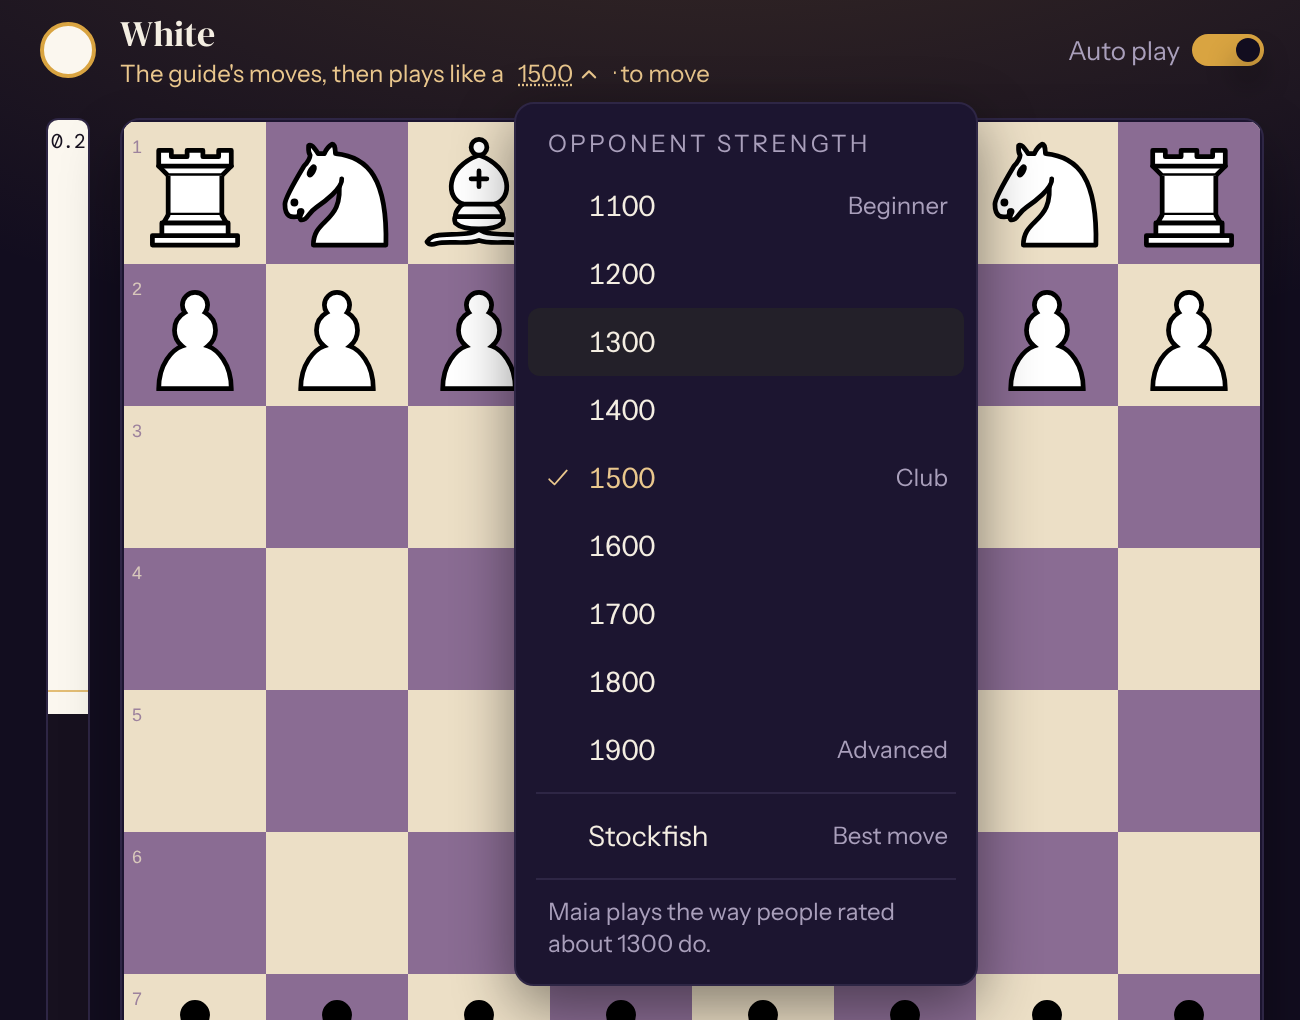 White
The guide's moves, then plays like a 1500 · to move
Auto play
0.2
1
2
3
4
5
6
7
OPPONENT STRENGTH
1100 Beginner
1200
1300
1400
1500 Club
1600
1700
1800
1900 Advanced
Stockfish Best move
Maia plays the way people rated
about 1300 do.